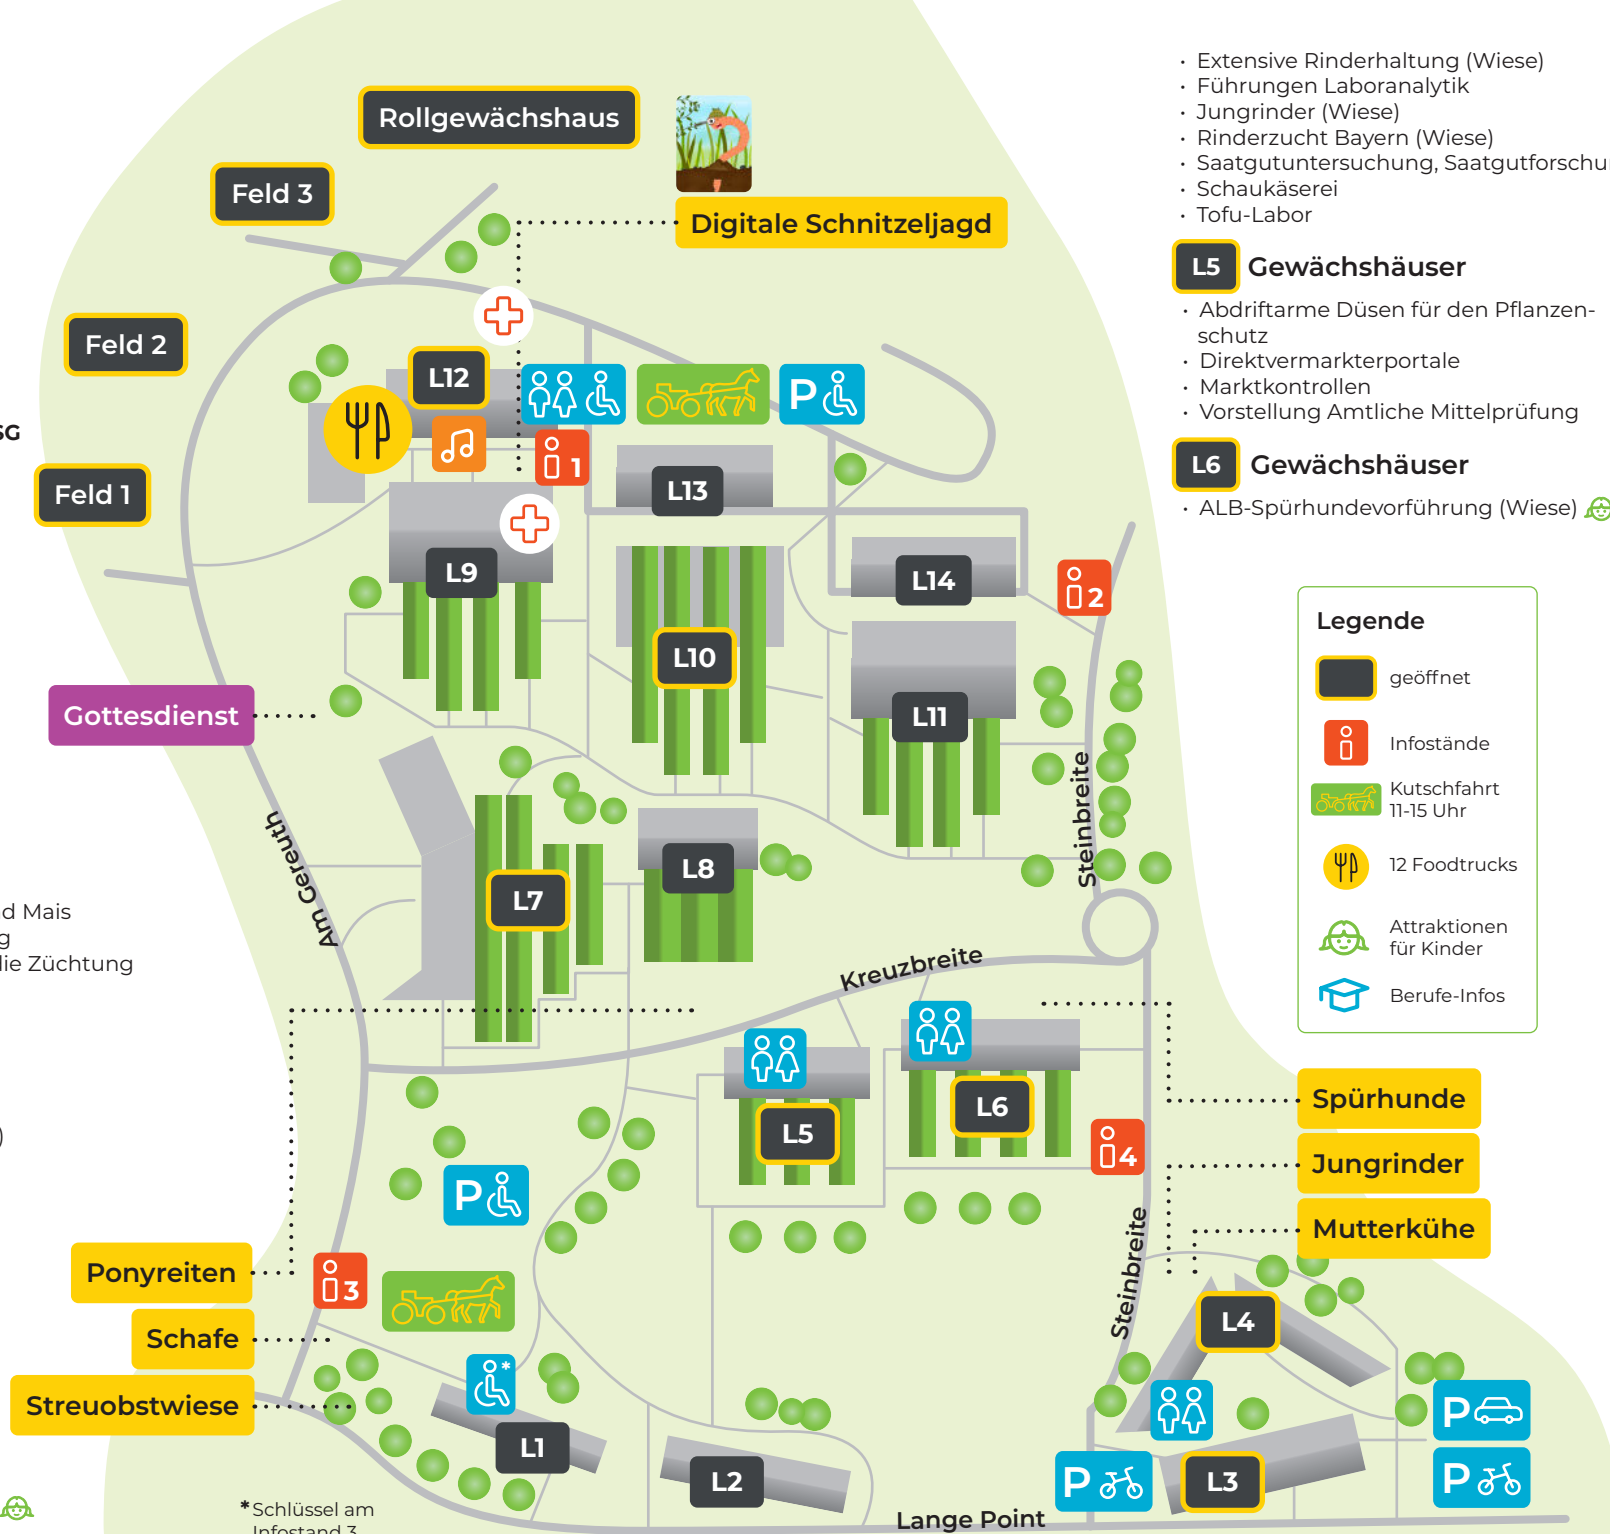 · Extensive Rinderhaltung (Wiese)
· Führungen Laboranalytik
· Jungrinder (Wiese)
· Rinderzucht Bayern (Wiese)
· Saatgutuntersuchung, Saatgutforschu
· Schaukäserei
· Tofu-Labor
L5 Gewächshäuser
· Abdriftarme Düsen für den Pflanzen-
schutz
· Direktvermarkterportale
· Marktkontrollen
· Vorstellung Amtliche Mittelprüfung
L6 Gewächshäuser
· ALB-Spürhundevorführung (Wiese)
Rollgewächshaus
Feld 3
Digitale Schnitzeljagd
Feld 2
L12
P
SG
1
Feld 1
L13
L9
L14
2
L10
Gottesdienst
L11
Legende
geöffnet
Infostände
Kutschfahrt
11-15 Uhr
12 Foodtrucks
Attraktionen
für Kinder
Berufe-Infos
Steinbreite
Am Gereuth
L8
L7
d Mais
g
die Züchtung
Kreuzbreite
L5
L6
4
)
P
Spürhunde
Jungrinder
Mutterkühe
Ponyreiten
3
Schafe
Streuobstwiese
Steinbreite
L4
*
L1
L2
P
P
L3
P
* Schlüssel am
Infostand 3
Lange Point